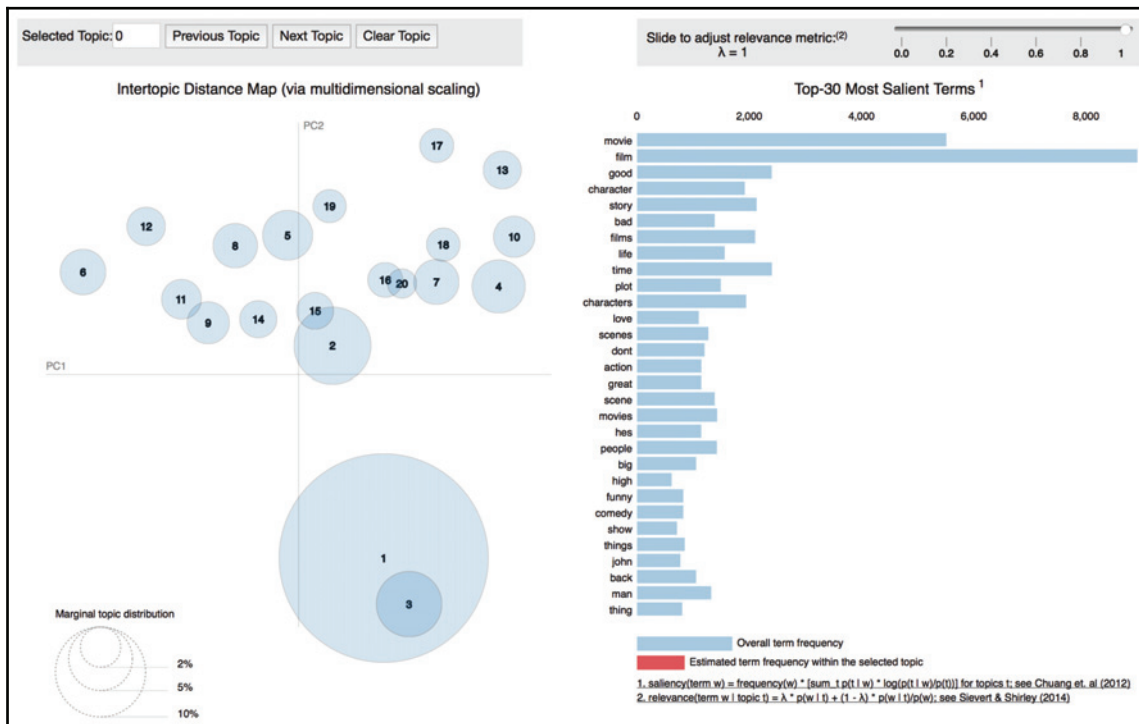 Selected Topic: 0 Previous Topic Next Topic Clear Topic
Slide to adjust relevance metric:(2)
λ = 1
0.0 0.2 0.4 0.6 0.8 1
Intertopic Distance Map (via multidimensional scaling)
PC2
PC1
17
13
19
12
5
8
18
10
6
16
20
7
4
11
15
9
14
2
1
3
Marginal topic distribution
2%
5%
10%
Top-30 Most Salient Terms 1
0 2,000 4,000 6,000 8,000
movie
film
good
character
story
bad
films
life
time
plot
characters
love
scenes
dont
action
great
scene
movies
hes
people
big
high
funny
comedy
show
things
john
back
man
thing
Overall term frequency
Estimated term frequency within the selected topic
1. saliency(term w) = frequency(w) * [sum_t p(t | w) * log(p(t | w)/p(t))] for topics t; see Chuang et. al (2012)
2. relevance(term w | topic t) = λ * p(w | t) + (1 - λ) * p(w | t)/p(w); see Sievert & Shirley (2014)